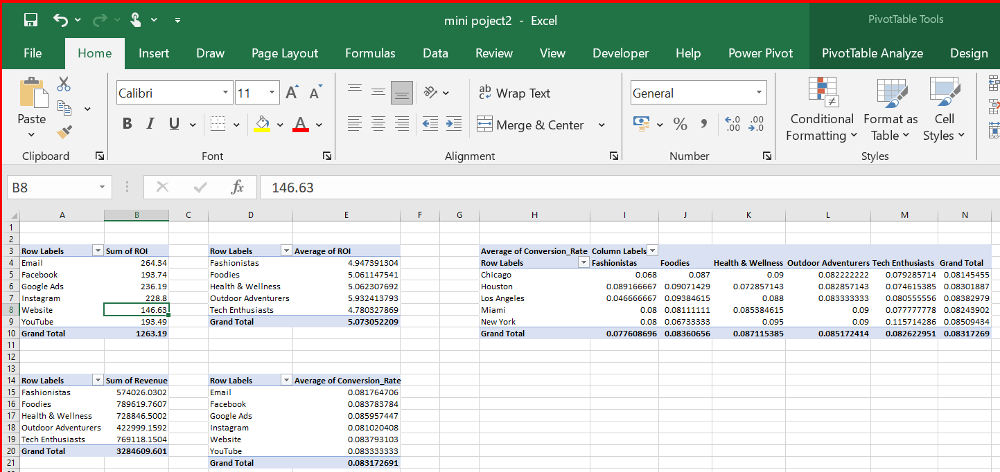 mini poject2 - Excel PivotTable Tools
File Home Insert Draw Page Layout Formulas Data Review View Developer Help Power Pivot PivotTable Analyze Design
Calibri 11 ab Wrap Text General
Paste B I U A Merge & Center % Conditional Formatting Format as Table Cell Styles
Clipboard Font Alignment Number Styles
B8 fx 146.63
A B C D E F G H I J K L M N
1
2
3 Row Labels Sum of ROI Row Labels Average of ROI Average of Conversion_Rate Column Labels
4 Email 264.34 Fashionistas 4.947391304 Row Labels Fashionistas Foodies Health & Wellness Outdoor Adventurers Tech Enthusiasts Grand Total
5 Facebook 193.74 Foodies 5.061147541 Chicago 0.068 0.087 0.09 0.082222222 0.079285714 0.08145455
6 Google Ads 236.19 Health & Wellness 5.062307692 Houston 0.089166667 0.09071429 0.072857143 0.082857143 0.074615385 0.08301887
7 Instagram 228.8 Outdoor Adventurers 5.932413793 Los Angeles 0.046666667 0.09384615 0.088 0.083333333 0.080555556 0.08382979
8 Website 146.63 Tech Enthusiasts 4.780327869 Miami 0.08 0.08111111 0.085384615 0.09 0.077777778 0.08243902
9 YouTube 193.49 Grand Total 5.073052209 New York 0.08 0.06733333 0.095 0.09 0.115714286 0.08509434
10 Grand Total 1263.19 Grand Total 0.077608696 0.08360656 0.087115385 0.085172414 0.082622951 0.08317269
11
12
13
14 Row Labels Sum of Revenue Row Labels Average of Conversion_Rate
15 Fashionistas 574026.0302 Email 0.081764706
16 Foodies 789619.7607 Facebook 0.083783784
17 Health & Wellness 728846.5002 Google Ads 0.085957447
18 Outdoor Adventurers 422999.1592 Instagram 0.081020408
19 Tech Enthusiasts 769118.1504 Website 0.083793103
20 Grand Total 3284609.601 YouTube 0.083333333
21 Grand Total 0.083172691